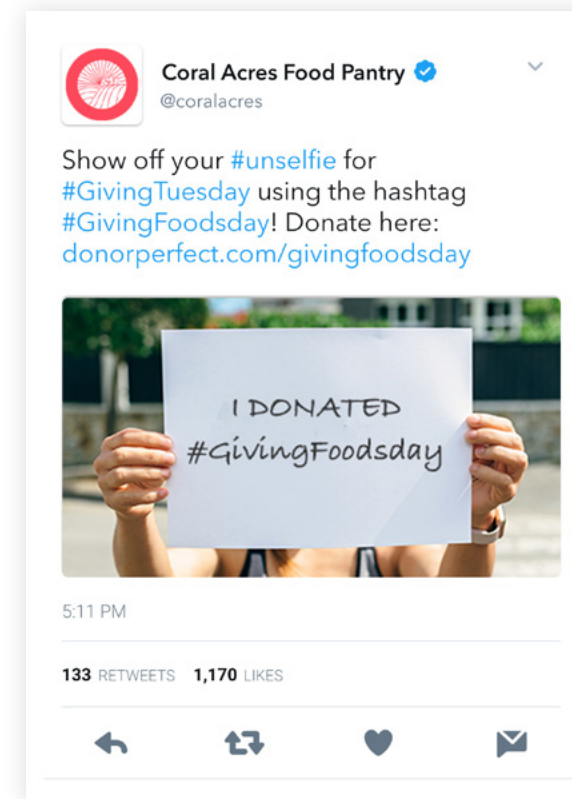 Coral Acres Food Pantry
@coralacres
Show off your #unselfie for
#GivingTuesday using the hashtag
#GivingFoodsday! Donate here:
donorperfect.com/givingfoodsday
I DONATED
#GivingFoodsday
5:11 PM
133 RETWEETS 1,170 LIKES